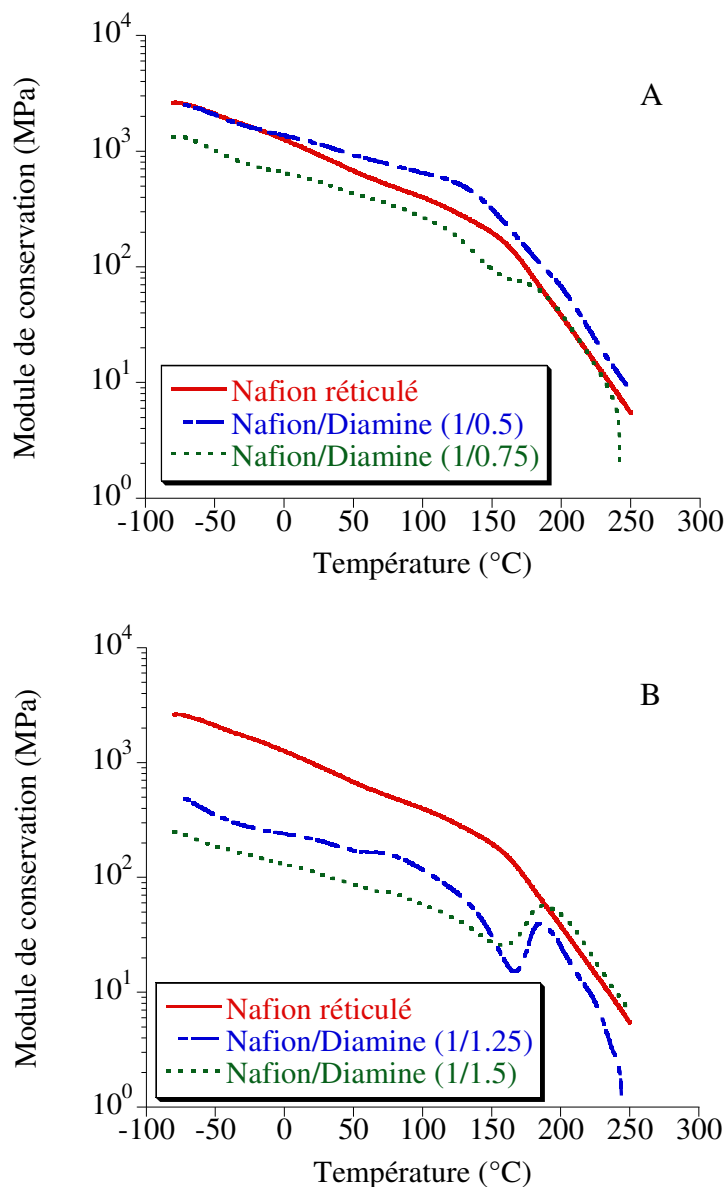 A
Module de conservation (MPa)
10^4
10^3
10^2
10^1
10^0
Nafion réticulé
Nafion/Diamine (1/0.5)
Nafion/Diamine (1/0.75)
-100 -50 0 50 100 150 200 250 300
Température (°C)
B
Module de conservation (MPa)
10^4
10^3
10^2
10^1
10^0
Nafion réticulé
Nafion/Diamine (1/1.25)
Nafion/Diamine (1/1.5)
-100 -50 0 50 100 150 200 250 300
Température (°C)